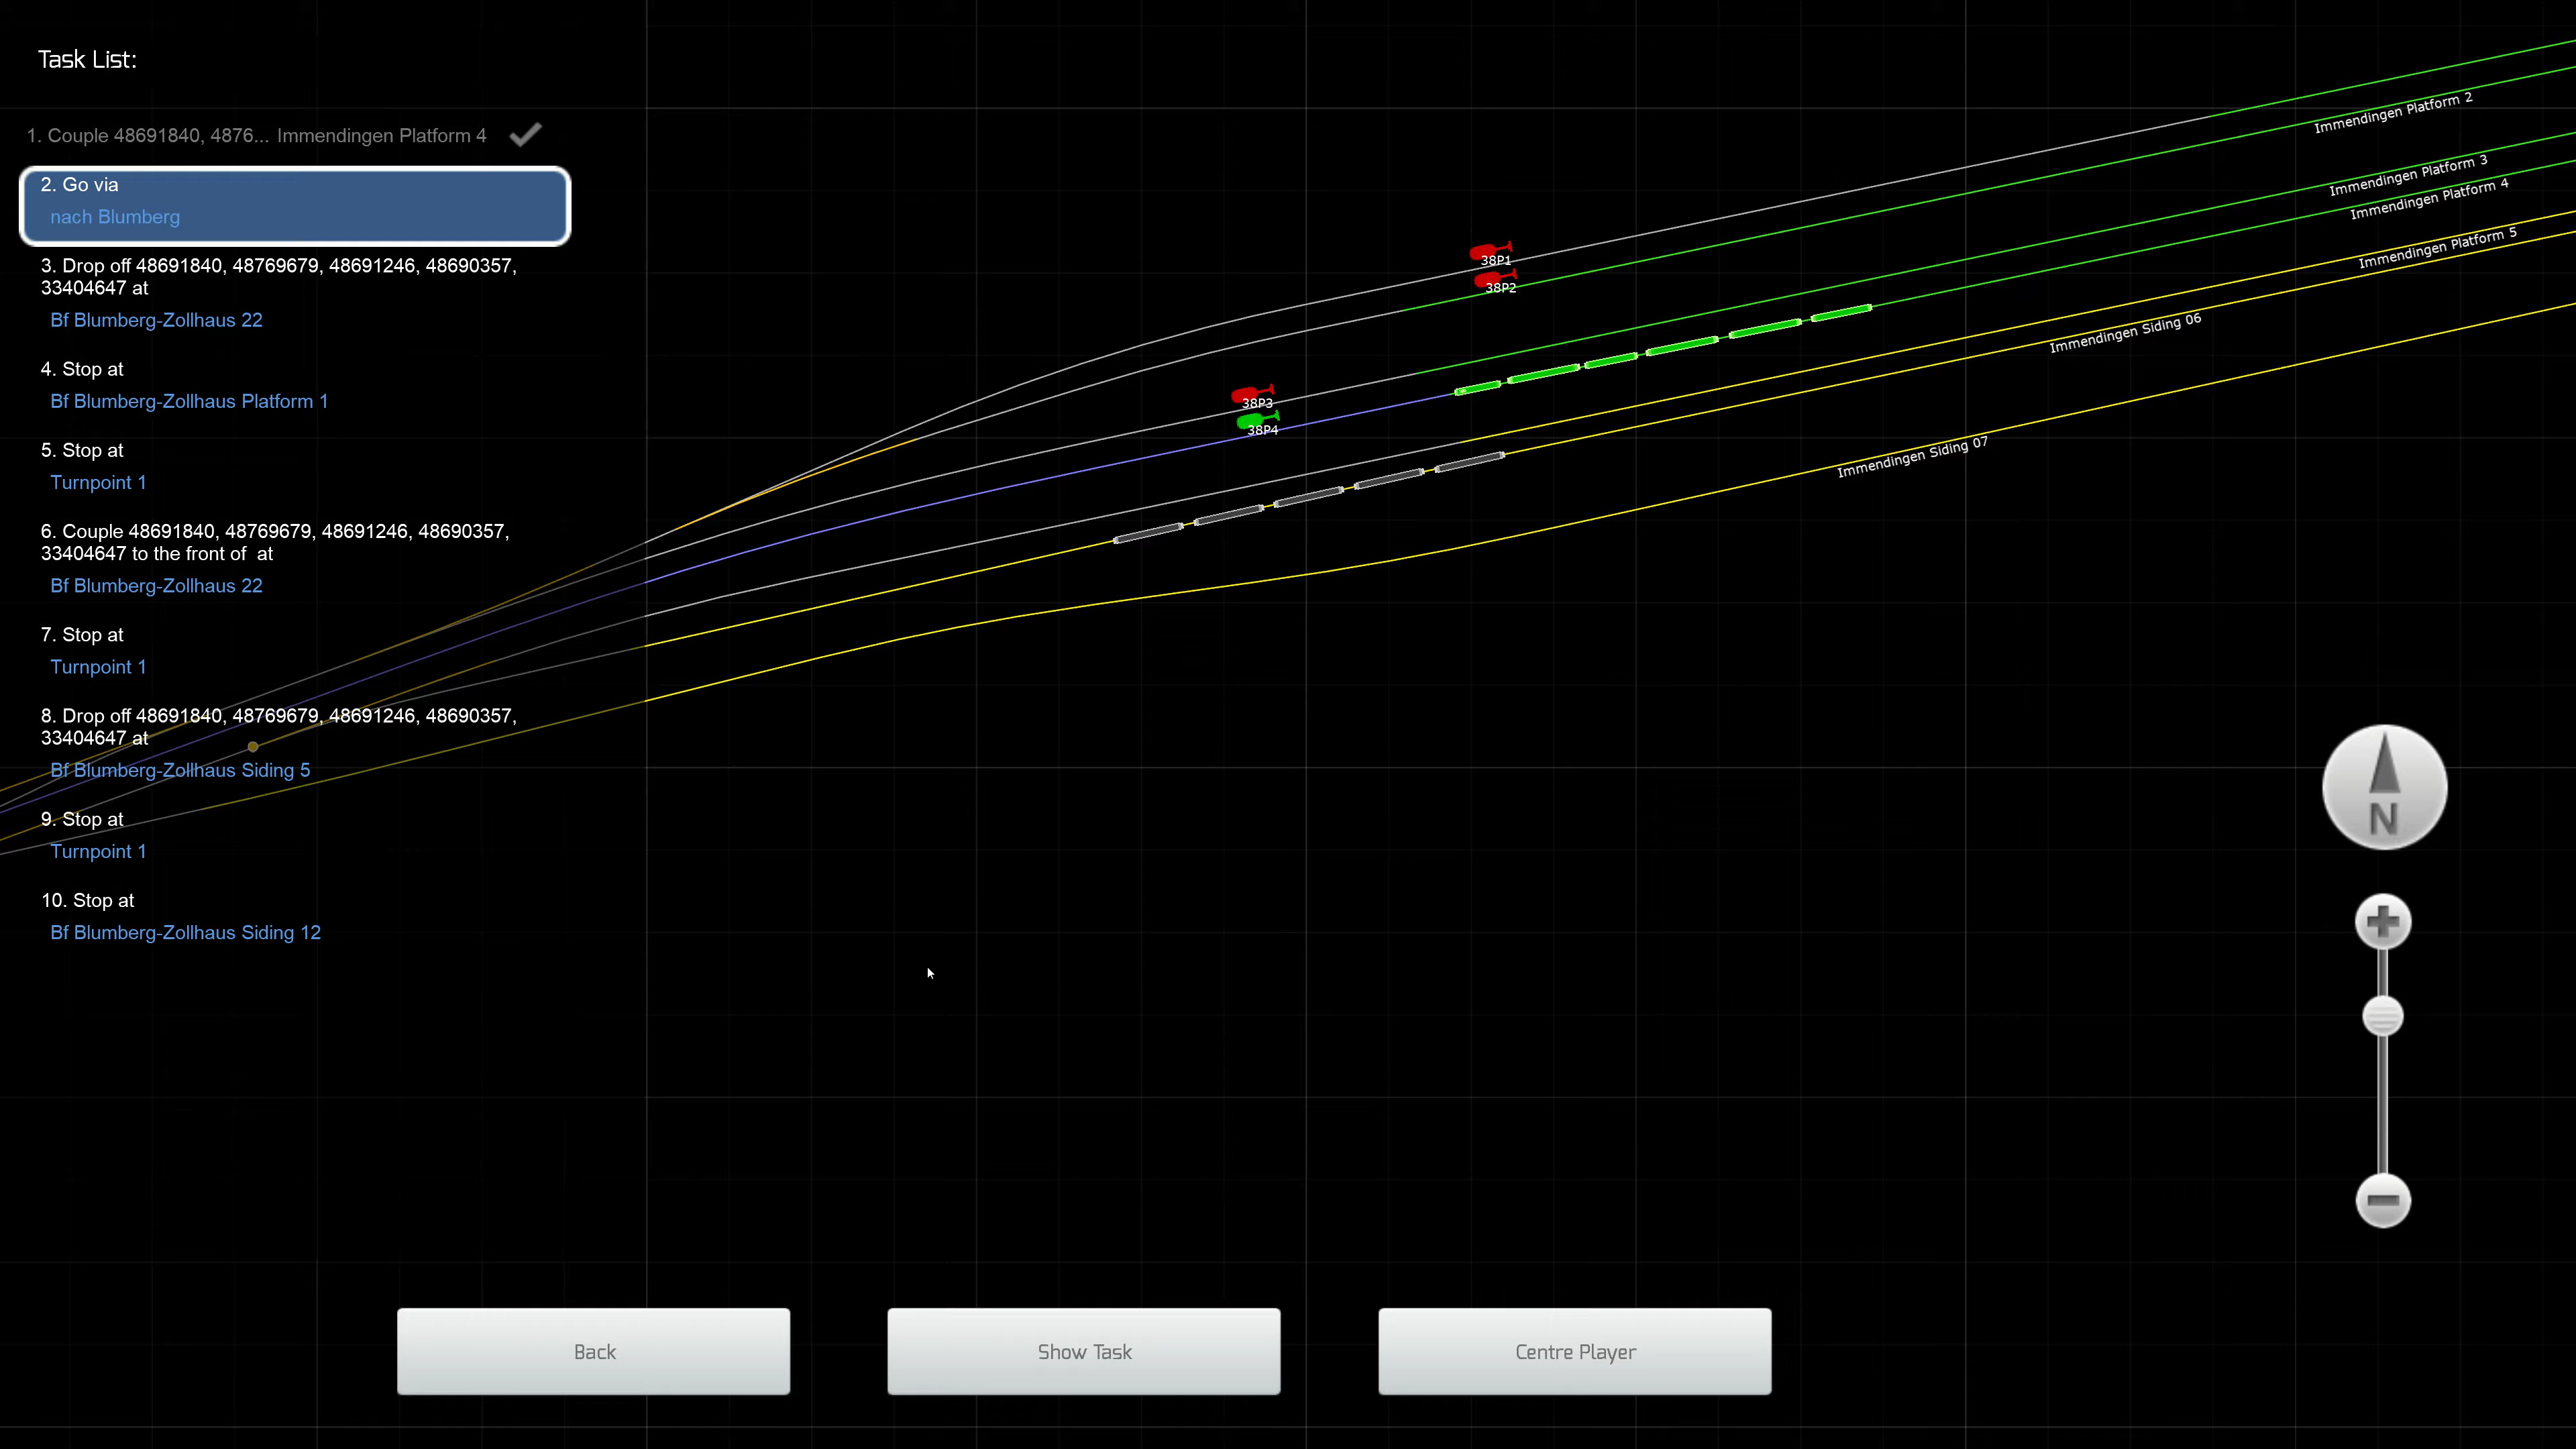 Task List:
1. Couple 48691840, 4876... Immendingen Platform 4
2. Go via
nach Blumberg
3. Drop off 48691840, 48769679, 48691246, 48690357,
33404647 at
Bf Blumberg-Zollhaus 22
4. Stop at
Bf Blumberg-Zollhaus Platform 1
5. Stop at
Turnpoint 1
6. Couple 48691840, 48769679, 48691246, 48690357,
33404647 to the front of  at
Bf Blumberg-Zollhaus 22
7. Stop at
Turnpoint 1
8. Drop off 48691840, 48769679, 48691246, 48690357,
33404647 at
Bf Blumberg-Zollhaus Siding 5
9. Stop at
Turnpoint 1
10. Stop at
Bf Blumberg-Zollhaus Siding 12
Immendingen Platform 2
Immendingen Platform 3
Immendingen Platform 4
Immendingen Platform 5
Immendingen Siding 06
Immendingen Siding 07
38P1
38P2
38P3
38P4
N
Back
Show Task
Centre Player